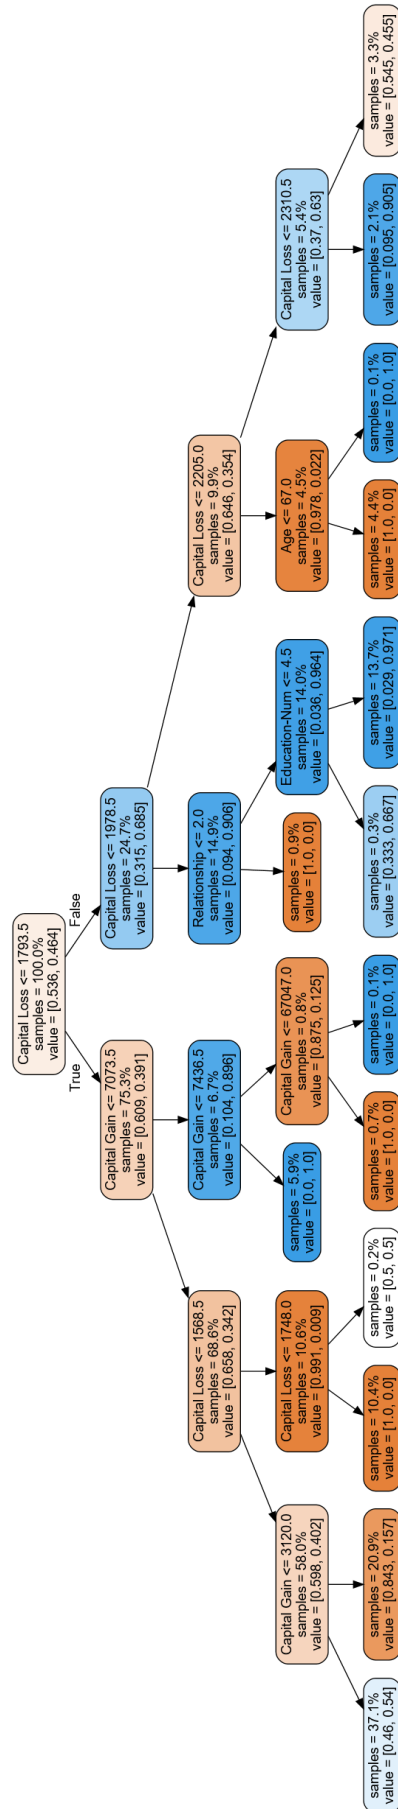 Capital Loss <= 1793.5
samples = 100.0%
value = [0.536, 0.464]
True
False
Capital Gain <= 7073.5
samples = 75.3%
value = [0.609, 0.391]
Capital Loss <= 1978.5
samples = 24.7%
value = [0.315, 0.685]
Capital Loss <= 1568.5
samples = 68.6%
value = [0.658, 0.342]
Capital Gain <= 7436.5
samples = 6.7%
value = [0.104, 0.896]
Relationship <= 2.0
samples = 14.9%
value = [0.094, 0.906]
Capital Loss <= 2205.0
samples = 9.9%
value = [0.646, 0.354]
Capital Gain <= 3120.0
samples = 58.0%
value = [0.598, 0.402]
Capital Loss <= 1748.0
samples = 10.6%
value = [0.991, 0.009]
samples = 5.9%
value = [0.0, 1.0]
Capital Gain <= 67047.0
samples = 0.8%
value = [0.875, 0.125]
samples = 0.9%
value = [1.0, 0.0]
Education-Num <= 4.5
samples = 14.0%
value = [0.036, 0.964]
Age <= 67.0
samples = 4.5%
value = [0.978, 0.022]
Capital Loss <= 2310.5
samples = 5.4%
value = [0.37, 0.63]
samples = 37.1%
value = [0.46, 0.54]
samples = 20.9%
value = [0.843, 0.157]
samples = 10.4%
value = [1.0, 0.0]
samples = 0.2%
value = [0.5, 0.5]
samples = 0.7%
value = [1.0, 0.0]
samples = 0.1%
value = [0.0, 1.0]
samples = 0.3%
value = [0.333, 0.667]
samples = 13.7%
value = [0.029, 0.971]
samples = 4.4%
value = [1.0, 0.0]
samples = 0.1%
value = [0.0, 1.0]
samples = 2.1%
value = [0.095, 0.905]
samples = 3.3%
value = [0.545, 0.455]